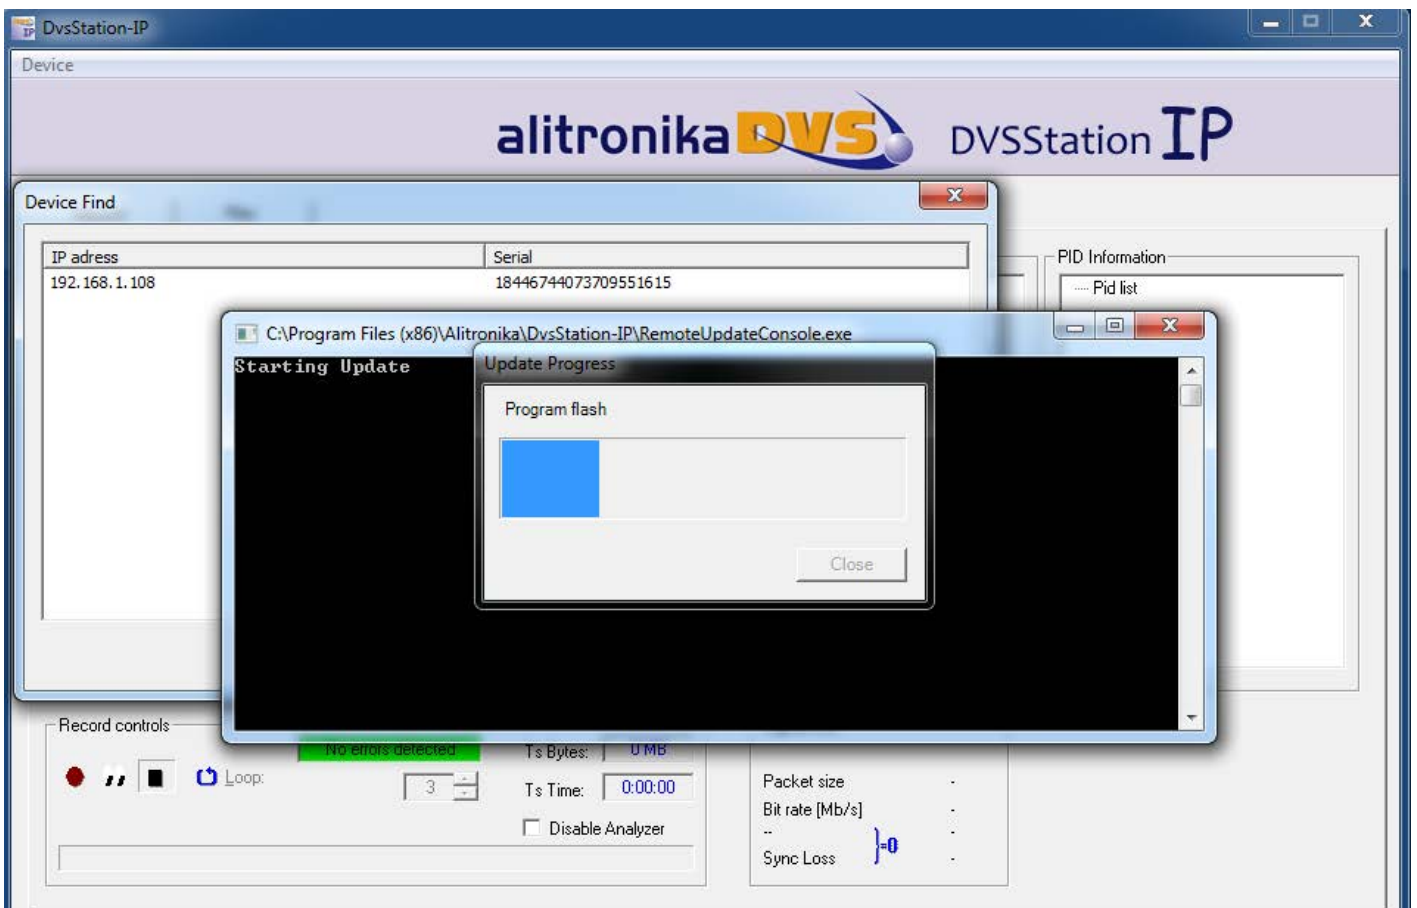 DvsStation-IP
Device
alitronikaDVS DVSStation IP
Device Find
IP adress Serial
192.168.1.108 18446744073709551615
PID Information
Pid list
C:\Program Files (x86)\Alitronika\DvsStation-IP\RemoteUpdateConsole.exe
Starting Update
Update Progress
Program flash
Close
Record controls
No errors detected
Ts Bytes: 0 MB
Loop: 3
Ts Time: 0:00:00
Disable Analyzer
Packet size -
Bit rate [Mb/s] -
-- -
}=0
Sync Loss -